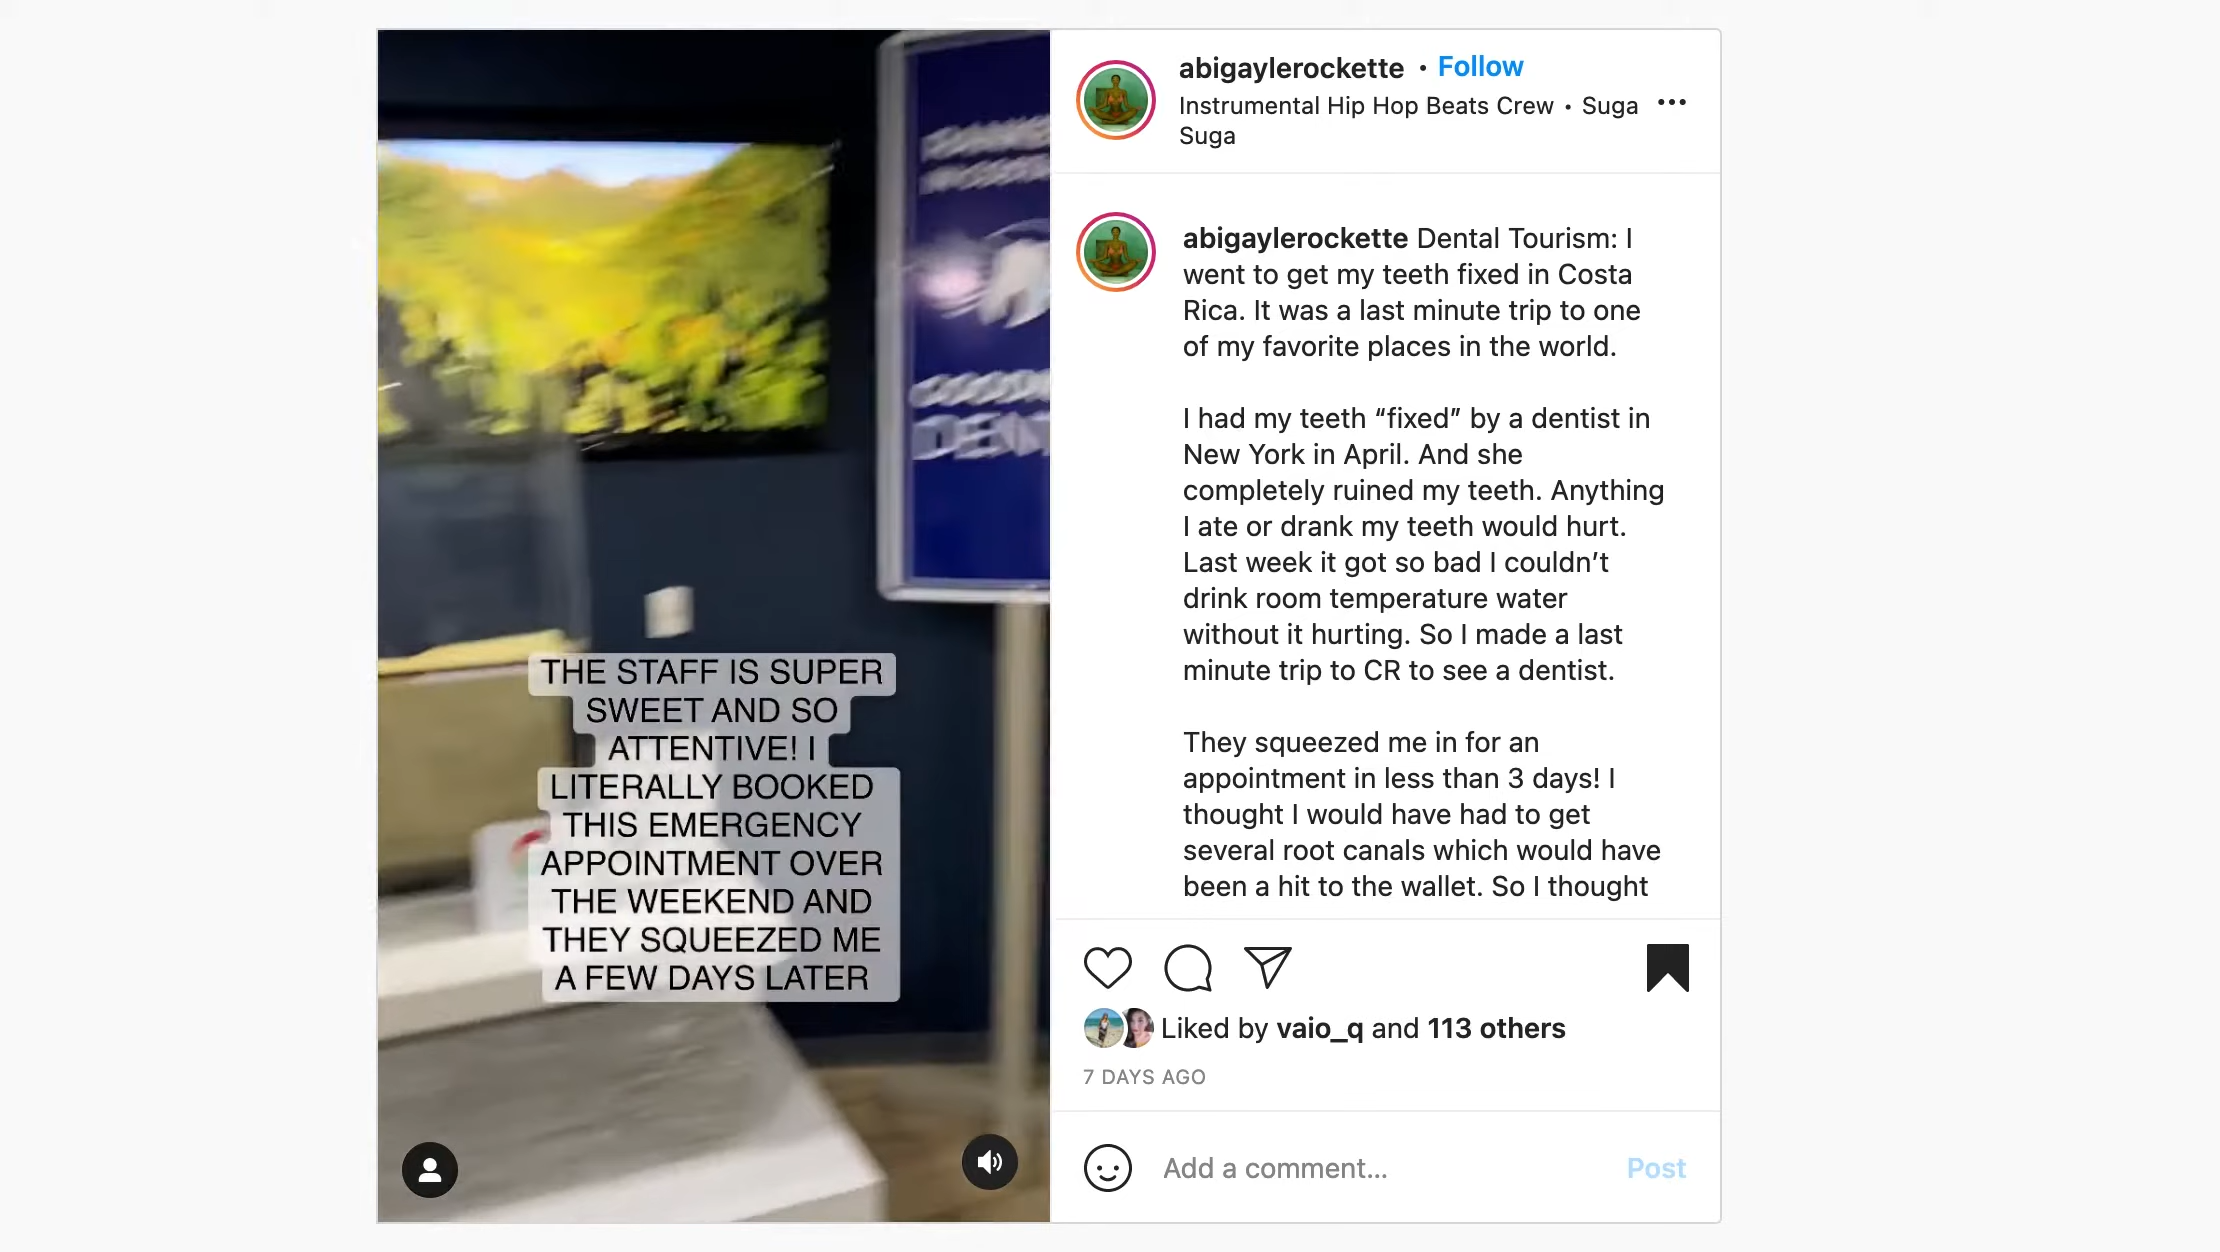 THE STAFF IS SUPER
SWEET AND SO
ATTENTIVE! I
LITERALLY BOOKED
THIS EMERGENCY
APPOINTMENT OVER
THE WEEKEND AND
THEY SQUEEZED ME
A FEW DAYS LATER
abigaylerockette • Follow
Instrumental Hip Hop Beats Crew • Suga
Suga
abigaylerockette Dental Tourism: I
went to get my teeth fixed in Costa
Rica. It was a last minute trip to one
of my favorite places in the world.
I had my teeth “fixed” by a dentist in
New York in April. And she
completely ruined my teeth. Anything
I ate or drank my teeth would hurt.
Last week it got so bad I couldn’t
drink room temperature water
without it hurting. So I made a last
minute trip to CR to see a dentist.
They squeezed me in for an
appointment in less than 3 days! I
thought I would have had to get
several root canals which would have
been a hit to the wallet. So I thought
Liked by vaio_q and 113 others
7 DAYS AGO
Add a comment...
Post